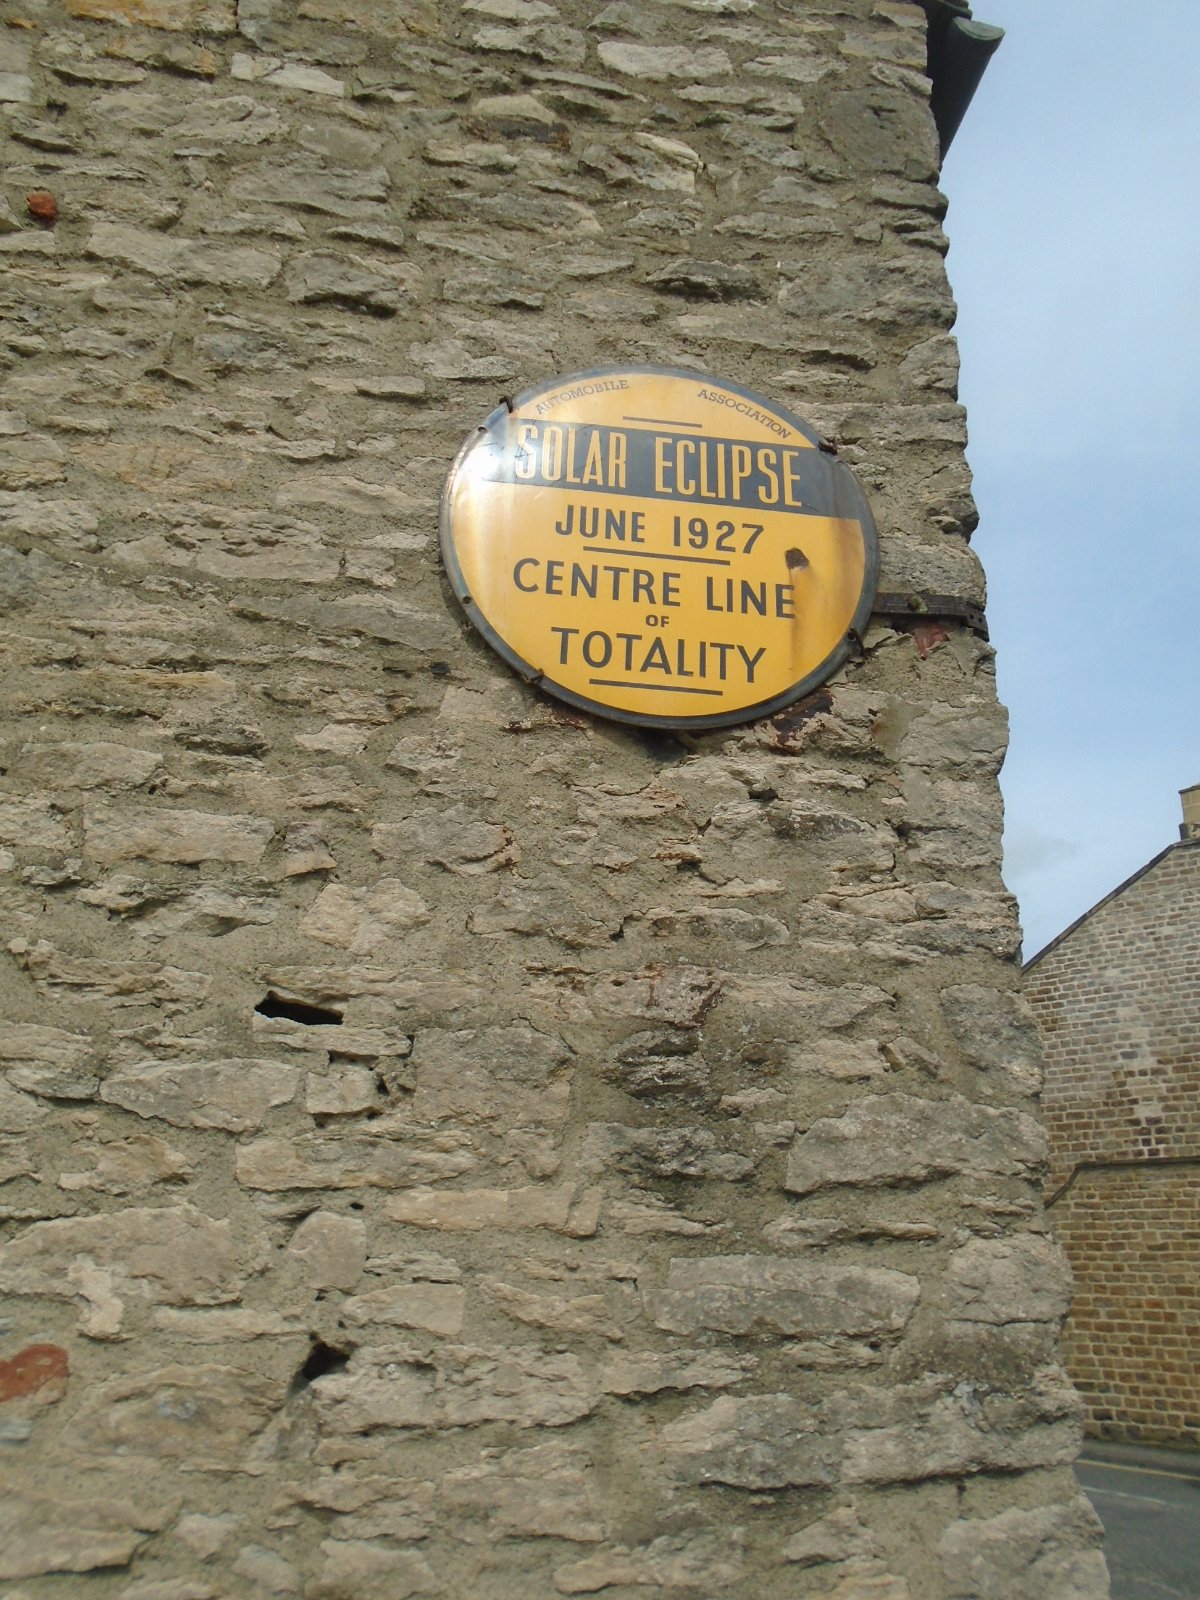 AUTOMOBILE ASSOCIATION
SOLAR ECLIPSE
JUNE 1927
CENTRE LINE
OF
TOTALITY